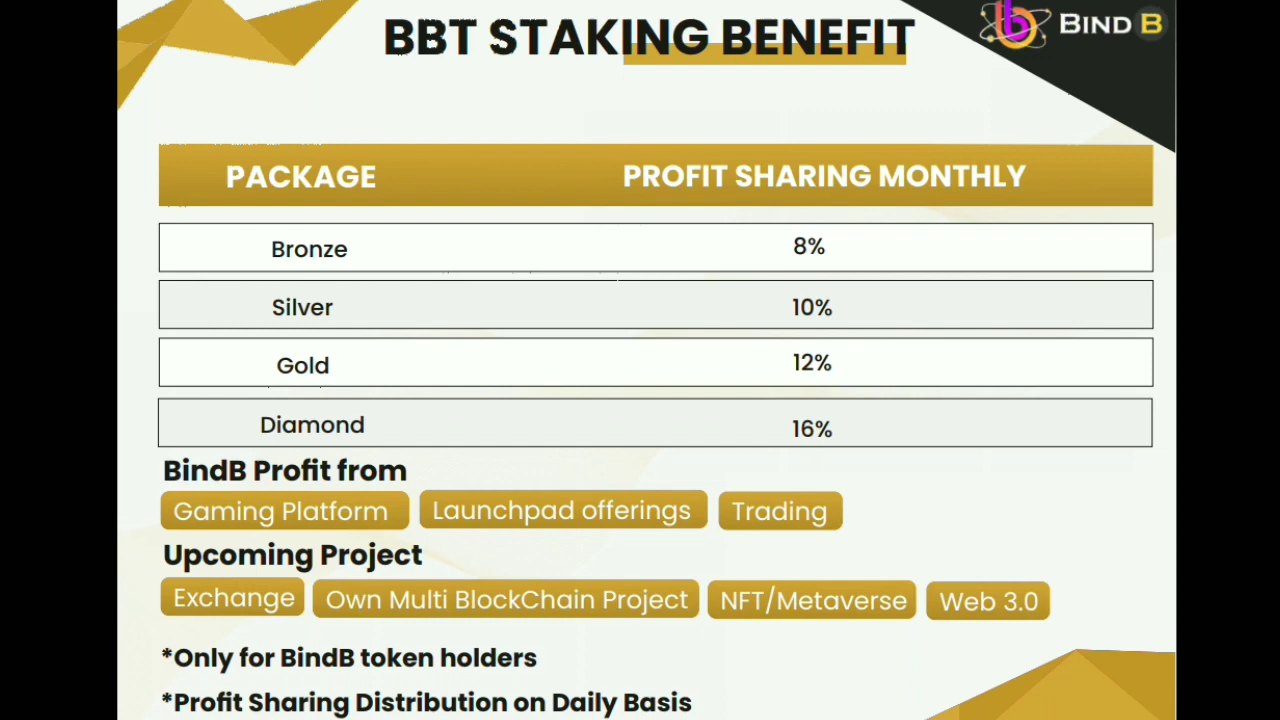 BBT STAKING BENEFIT
BIND B
PACKAGE PROFIT SHARING MONTHLY
Bronze 8%
Silver 10%
Gold 12%
Diamond 16%
BindB Profit from
Gaming Platform Launchpad offerings Trading
Upcoming Project
Exchange Own Multi BlockChain Project NFT/Metaverse Web 3.0
*Only for BindB token holders
*Profit Sharing Distribution on Daily Basis